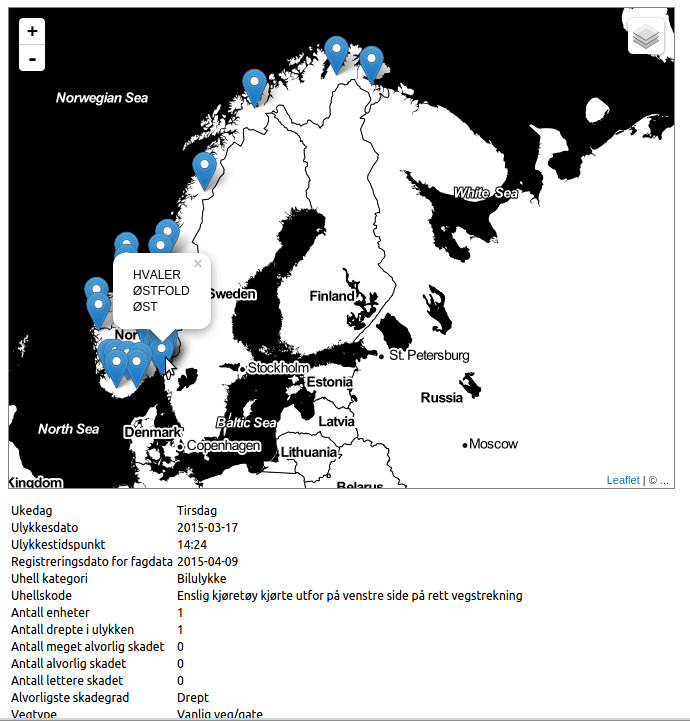 +
-
Norwegian Sea
White Sea
×
HVALER
ØSTFOLD
ØST
Sweden
Finland
Nor
Stockholm
St. Petersburg
Estonia
Russia
Baltic Sea
Latvia
North Sea
Denmark
Copenhagen
Moscow
Lithuania
Kingdom
Belarus
Leaflet | © ...
Ukedag Tirsdag
Ulykkesdato 2015-03-17
Ulykkestidspunkt 14:24
Registreringsdato for fagdata 2015-04-09
Uhell kategori Bilulykke
Uhellskode Enslig kjøretøy kjørte utfor på venstre side på rett vegstrekning
Antall enheter 1
Antall drepte i ulykken 1
Antall meget alvorlig skadet 0
Antall alvorlig skadet 0
Antall lettere skadet 0
Alvorligste skadegrad Drept
Vegtype Vanlig veg/gate